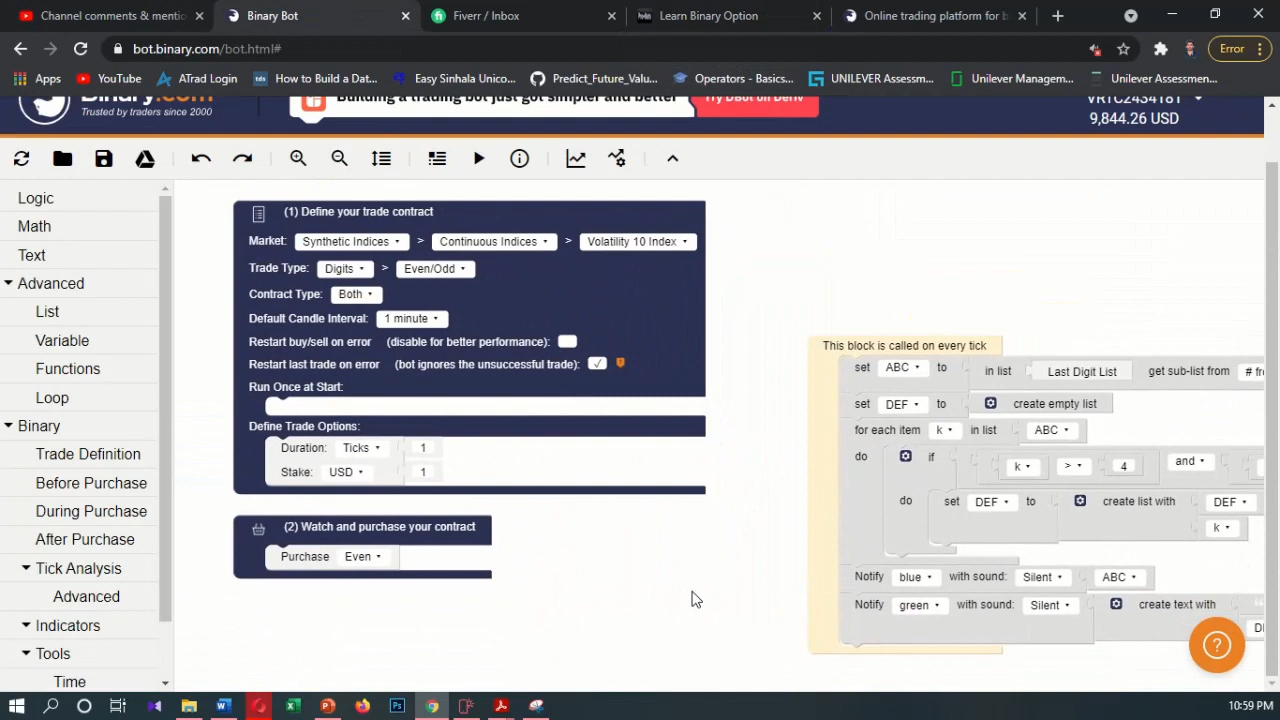 Channel comments & mentio
Binary Bot
Fiverr / Inbox
Learn Binary Option
Online trading platform for b
bot.binary.com/bot.html#
Error
Apps
YouTube
ATrad Login
tds
How to Build a Dat...
Easy Sinhala Unico...
Predict_Future_Valu...
Operators - Basics...
UNILEVER Assessm...
Unilever Managem...
Unilever Assessmen...
Binary.com
Trusted by traders since 2000
Building a trading bot just got simpler and better
Try DBot on Deriv
VRTC2434181
9,844.26 USD
Logic
Math
Text
Advanced
List
Variable
Functions
Loop
Binary
Trade Definition
Before Purchase
During Purchase
After Purchase
Tick Analysis
Advanced
Indicators
Tools
Time
(1) Define your trade contract
Market: Synthetic Indices > Continuous Indices > Volatility 10 Index
Trade Type: Digits > Even/Odd
Contract Type: Both
Default Candle Interval: 1 minute
Restart buy/sell on error (disable for better performance):
Restart last trade on error (bot ignores the unsuccessful trade): ✓
Run Once at Start:
Define Trade Options:
Duration: Ticks 1
Stake: USD 1
(2) Watch and purchase your contract
Purchase Even
This block is called on every tick
set ABC to in list Last Digit List get sub-list from # fr
set DEF to create empty list
for each item k in list ABC
do if k > 4 and
do set DEF to create list with DEF
k
Notify blue with sound: Silent ABC
Notify green with sound: Silent create text with
DE
?
10:59 PM